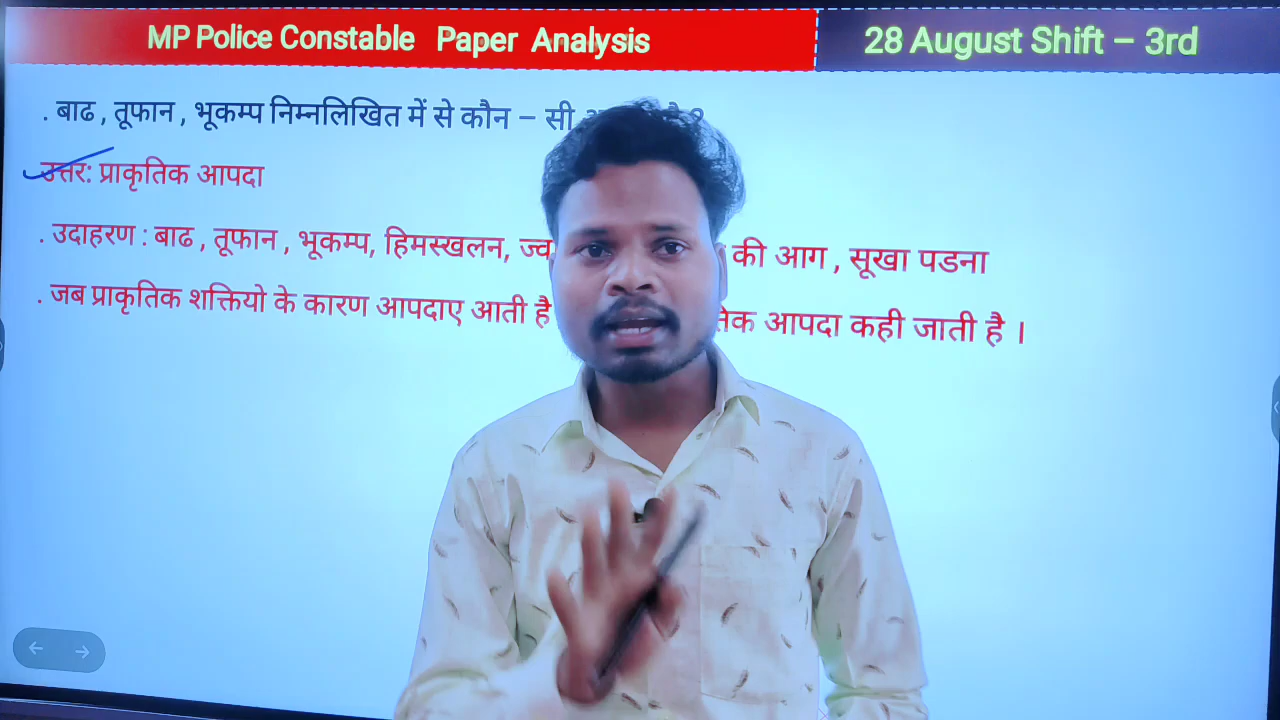 MP Police Constable Paper Analysis
28 August Shift – 3rd
. बाढ , तूफान , भूकम्प निम्नलिखित में से कौन – सी ?
उत्तर: प्राकृतिक आपदा
. उदाहरण : बाढ , तूफान , भूकम्प, हिमस्खलन, की आग , सूखा पडना
. जब प्राकृतिक शक्तियो के कारण आपदाए आती है आपदा कही जाती है ।